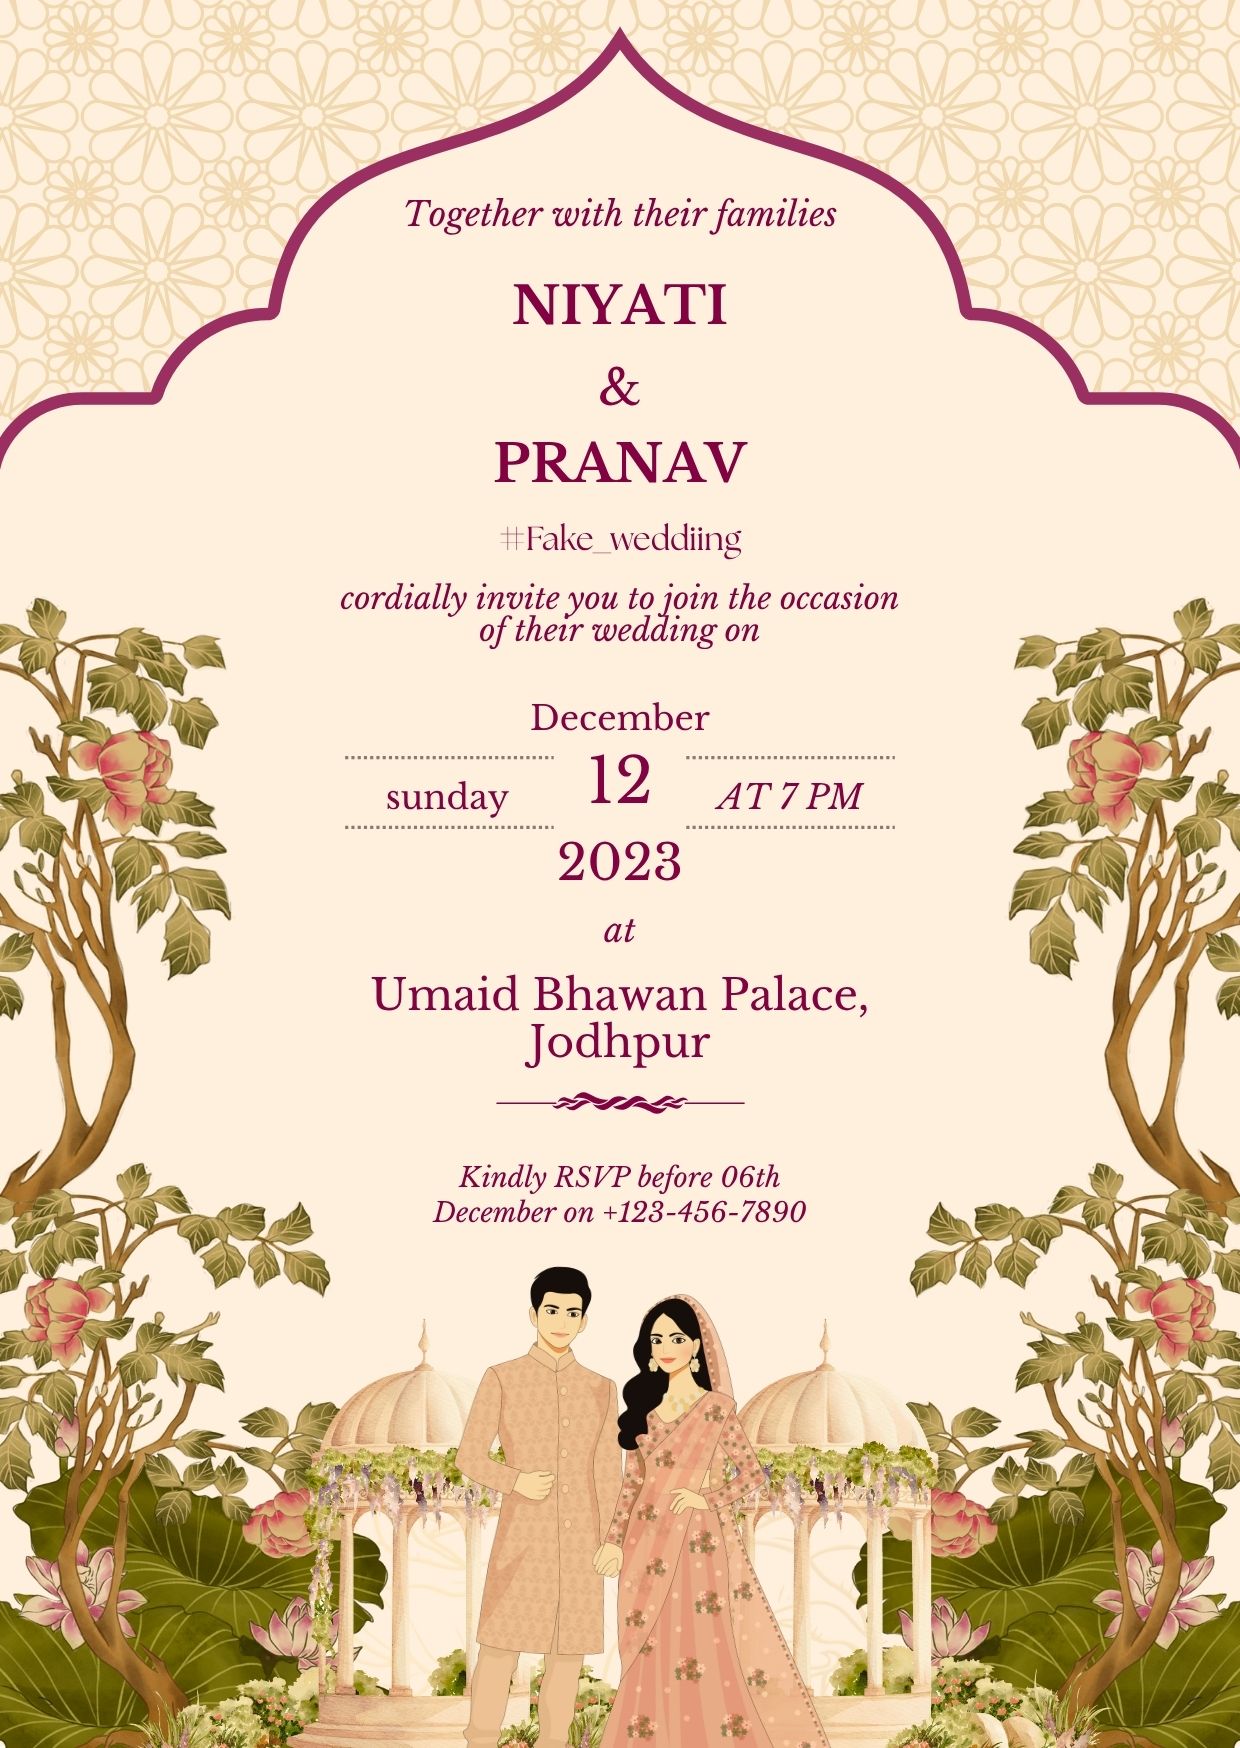 Together with their families
NIYATI
&
PRANAV
#Fake_weddiing
cordially invite you to join the occasion
of their wedding on
December
sunday 12 AT 7 PM
2023
at
Umaid Bhawan Palace,
Jodhpur
Kindly RSVP before 06th
December on +123-456-7890